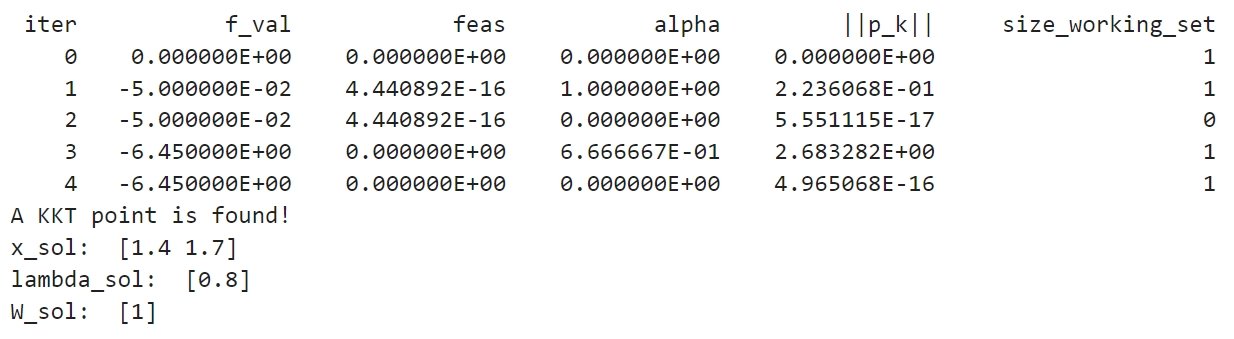 iter f_val feas alpha ||p_k|| size_working_set
0 0.000000E+00 0.000000E+00 0.000000E+00 0.000000E+00 1
1 -5.000000E-02 4.440892E-16 1.000000E+00 2.236068E-01 1
2 -5.000000E-02 4.440892E-16 0.000000E+00 5.551115E-17 0
3 -6.450000E+00 0.000000E+00 6.666667E-01 2.683282E+00 1
4 -6.450000E+00 0.000000E+00 0.000000E+00 4.965068E-16 1
A KKT point is found!
x_sol: [1.4 1.7]
lambda_sol: [0.8]
W_sol: [1]